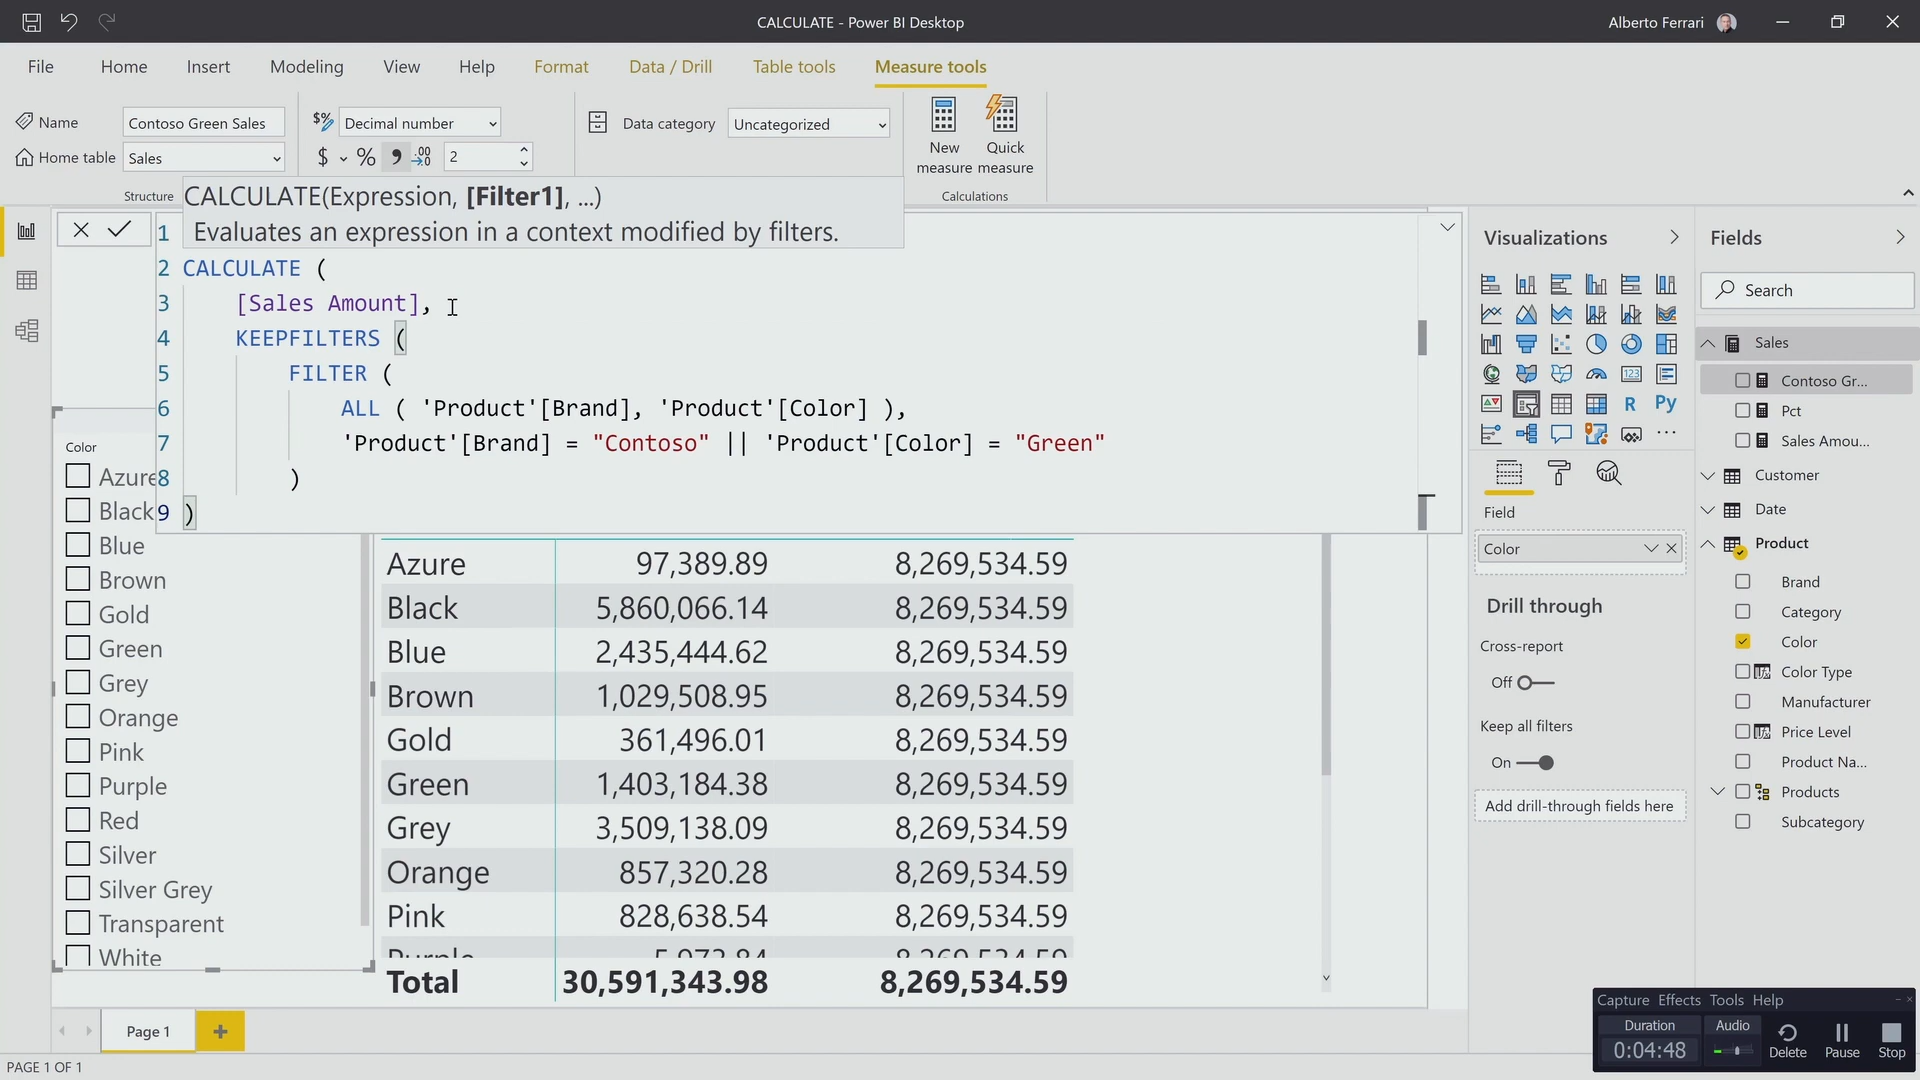 CALCULATE - Power BI Desktop
Alberto Ferrari
File Home Insert Modeling View Help Format Data / Drill Table tools Measure tools
Name Contoso Green Sales
$% Decimal number
Data category Uncategorized
New measure
Quick measure
Home table Sales
$ % , .00 →0 2
Structure
Calculations
CALCULATE(Expression, [Filter1], ...)
Evaluates an expression in a context modified by filters.
1
2 CALCULATE (
3 [Sales Amount],
4 KEEPFILTERS (
5 FILTER (
6 ALL ( 'Product'[Brand], 'Product'[Color] ),
7 'Product'[Brand] = "Contoso" || 'Product'[Color] = "Green"
8 )
9 )
Color
Azure
Black
Blue
Brown
Gold
Green
Grey
Orange
Pink
Purple
Red
Silver
Silver Grey
Transparent
White
Azure 97,389.89 8,269,534.59
Black 5,860,066.14 8,269,534.59
Blue 2,435,444.62 8,269,534.59
Brown 1,029,508.95 8,269,534.59
Gold 361,496.01 8,269,534.59
Green 1,403,184.38 8,269,534.59
Grey 3,509,138.09 8,269,534.59
Orange 857,320.28 8,269,534.59
Pink 828,638.54 8,269,534.59
Purple 5,973.84 8,269,534.59
Total 30,591,343.98 8,269,534.59
Visualizations
123
R Py
...
Field
Color
Drill through
Cross-report
Off
Keep all filters
On
Add drill-through fields here
Fields
Search
Sales
Contoso Gr...
Pct
Sales Amou...
Customer
Date
Product
Brand
Category
Color
Color Type
Manufacturer
Price Level
Product Na...
Products
Subcategory
Page 1
+
PAGE 1 OF 1
Capture Effects Tools Help
Duration
0:04:48
Audio
Delete
Pause
Stop